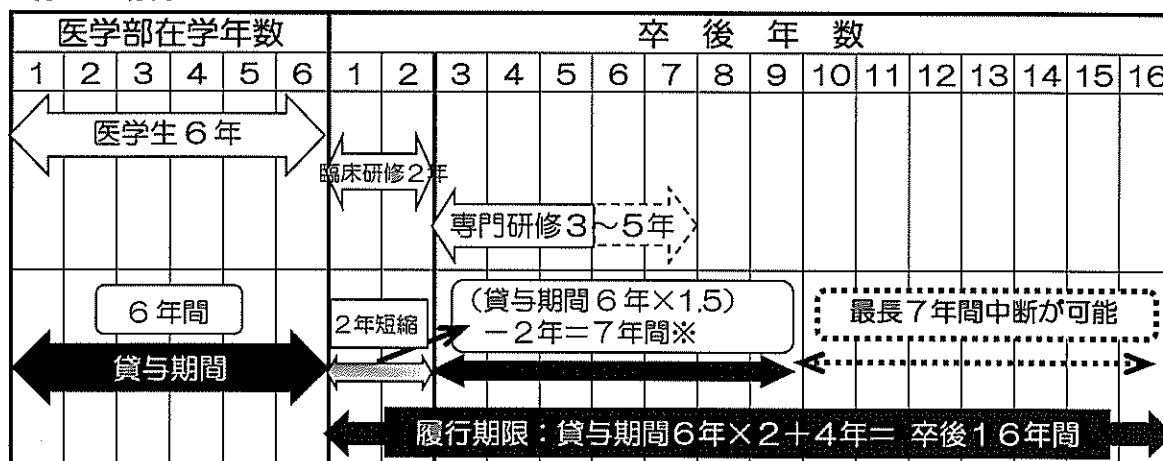 医学部在学年数
卒後年数
1 2 3 4 5 6 1 2 3 4 5 6 7 8 9 10 11 12 13 14 15 16
医学生6年
臨床研修2年
専門研修3～5年
6年間
2年短縮
（貸与期間6年×1.5）
－2年＝7年間※
最長7年間中断が可能
貸与期間
履行期限：貸与期間6年×2＋4年＝ 卒後16年間